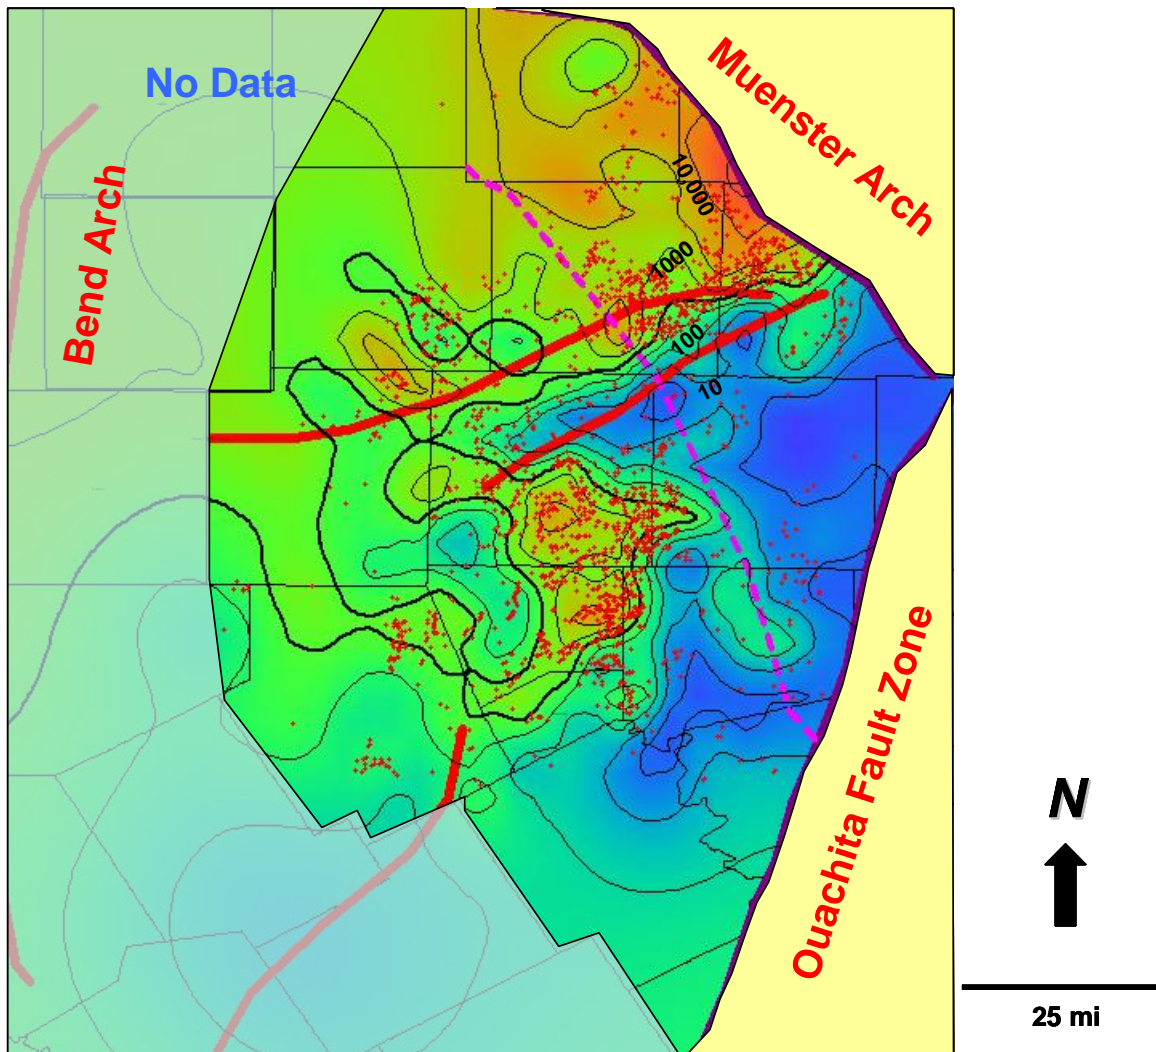 No Data
Muenster Arch
Bend Arch
10,000
1000
100
10
Ouachita Fault Zone
N
25 mi